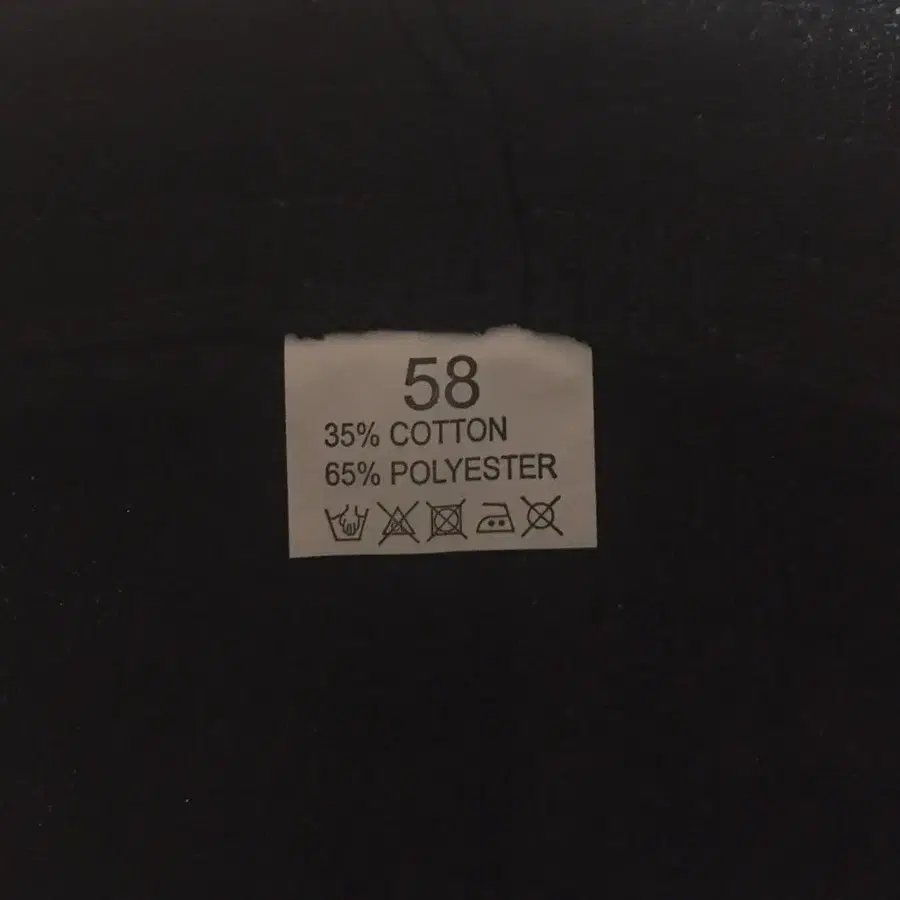 58
35% COTTON
65% POLYESTER